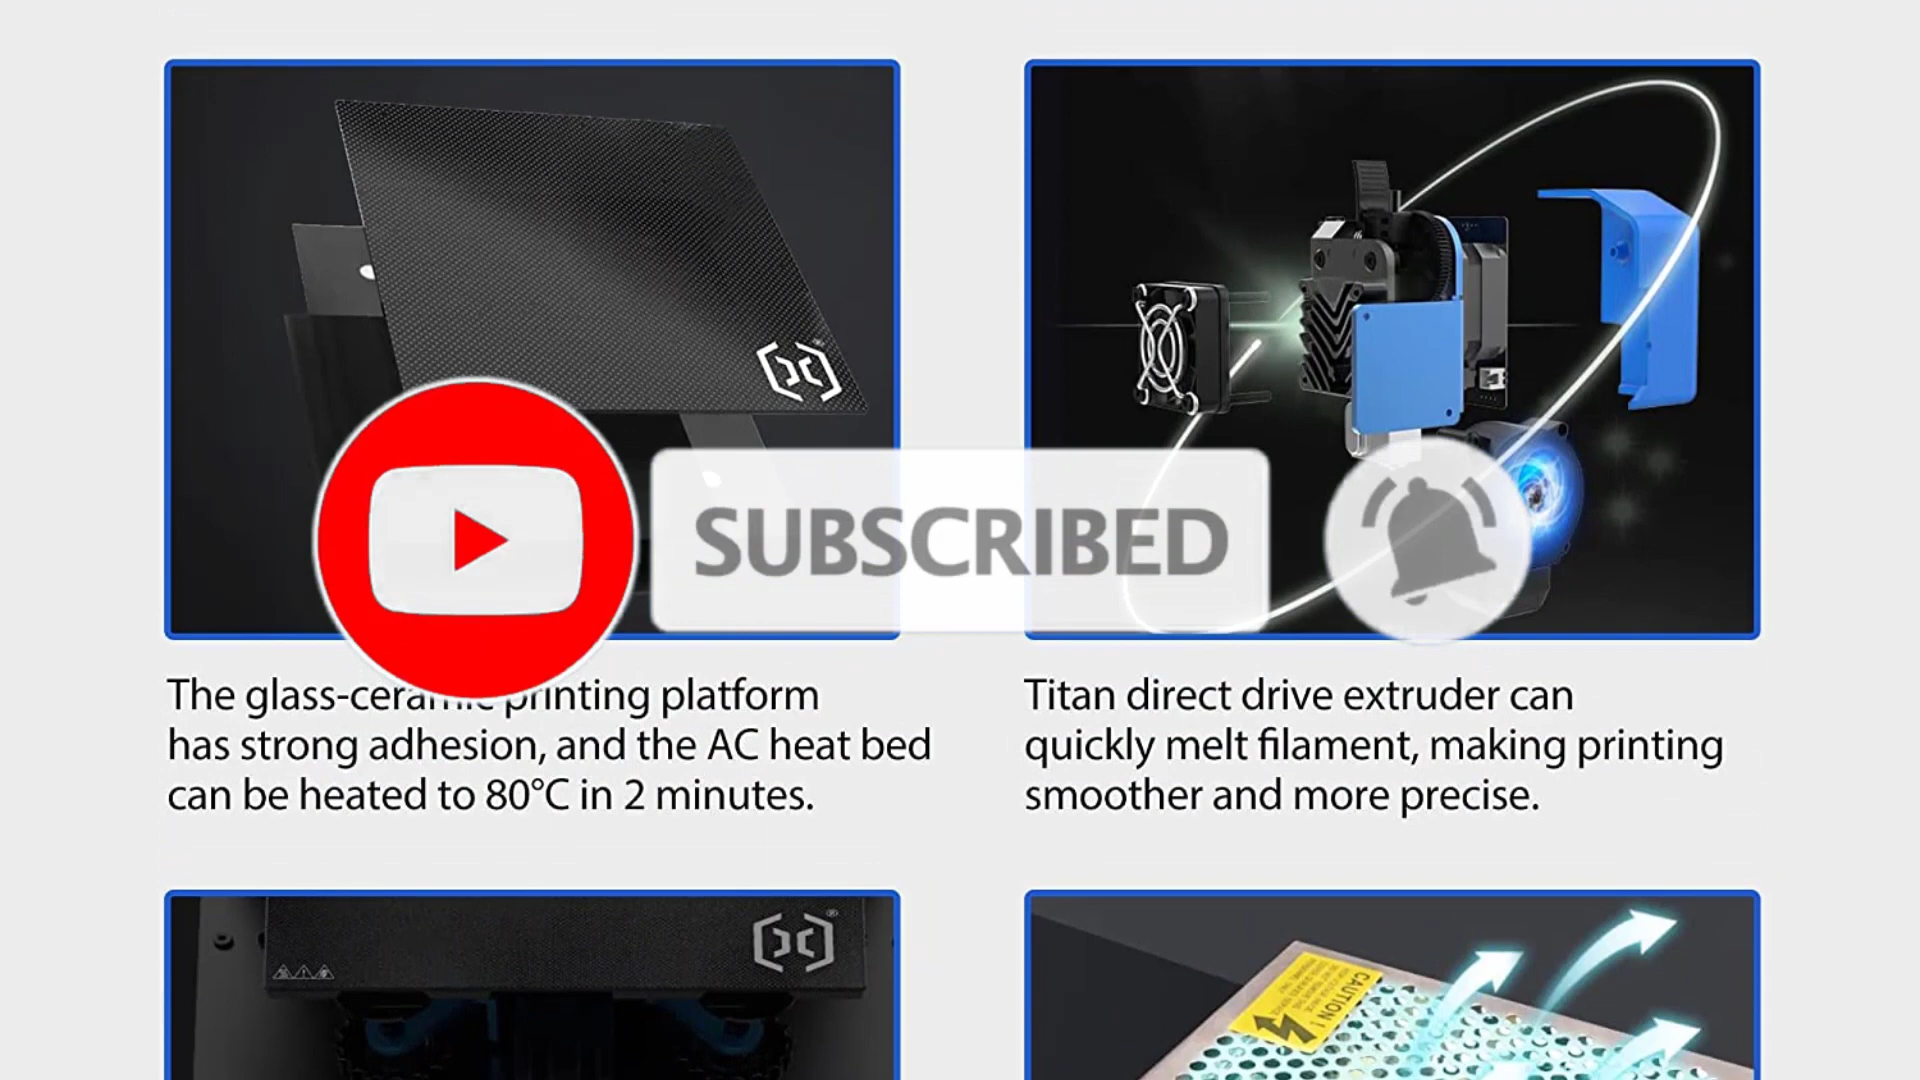 SUBSCRIBED
The glass-ceramic printing platform
has strong adhesion, and the AC heat bed
can be heated to 80°C in 2 minutes.
Titan direct drive extruder can
quickly melt filament, making printing
smoother and more precise.
CAUTION!